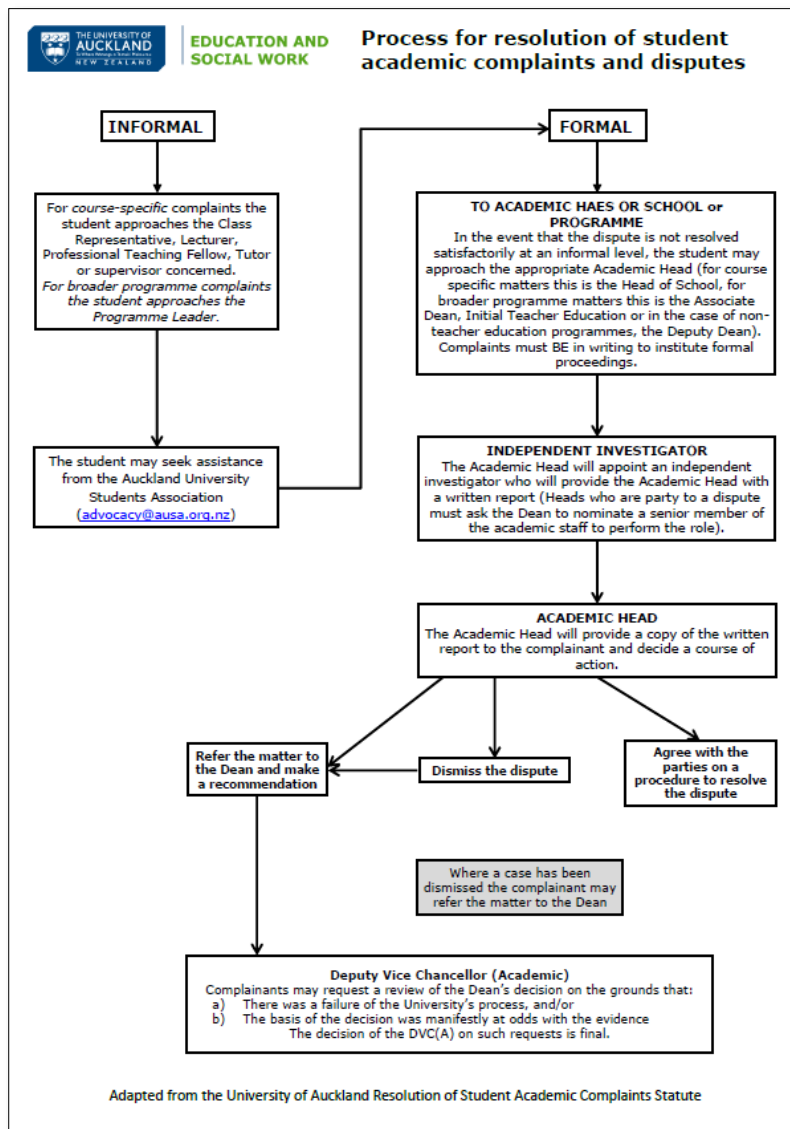 THE UNIVERSITY OF
AUCKLAND
Te Whare Wānanga o Tāmaki Makaurau
NEW ZEALAND
EDUCATION AND
SOCIAL WORK
Process for resolution of student
academic complaints and disputes
INFORMAL
For course-specific complaints the
student approaches the Class
Representative, Lecturer,
Professional Teaching Fellow, Tutor
or supervisor concerned.
For broader programme complaints
the student approaches the
Programme Leader.
The student may seek assistance
from the Auckland University
Students Association
(advocacy@ausa.org.nz)
FORMAL
TO ACADEMIC HAES OR SCHOOL or
PROGRAMME
In the event that the dispute is not resolved
satisfactorily at an informal level, the student may
approach the appropriate Academic Head (for course
specific matters this is the Head of School, for
broader programme matters this is the Associate
Dean, Initial Teacher Education or in the case of non-
teacher education programmes, the Deputy Dean).
Complaints must BE in writing to institute formal
proceedings.
INDEPENDENT INVESTIGATOR
The Academic Head will appoint an independent
investigator who will provide the Academic Head with
a written report (Heads who are party to a dispute
must ask the Dean to nominate a senior member of
the academic staff to perform the role).
ACADEMIC HEAD
The Academic Head will provide a copy of the written
report to the complainant and decide a course of
action.
Refer the matter to
the Dean and make
a recommendation
Dismiss the dispute
Agree with the
parties on a
procedure to resolve
the dispute
Where a case has been
dismissed the complainant may
refer the matter to the Dean
Deputy Vice Chancellor (Academic)
Complainants may request a review of the Dean's decision on the grounds that:
a) There was a failure of the University's process, and/or
b) The basis of the decision was manifestly at odds with the evidence
The decision of the DVC(A) on such requests is final.
Adapted from the University of Auckland Resolution of Student Academic Complaints Statute